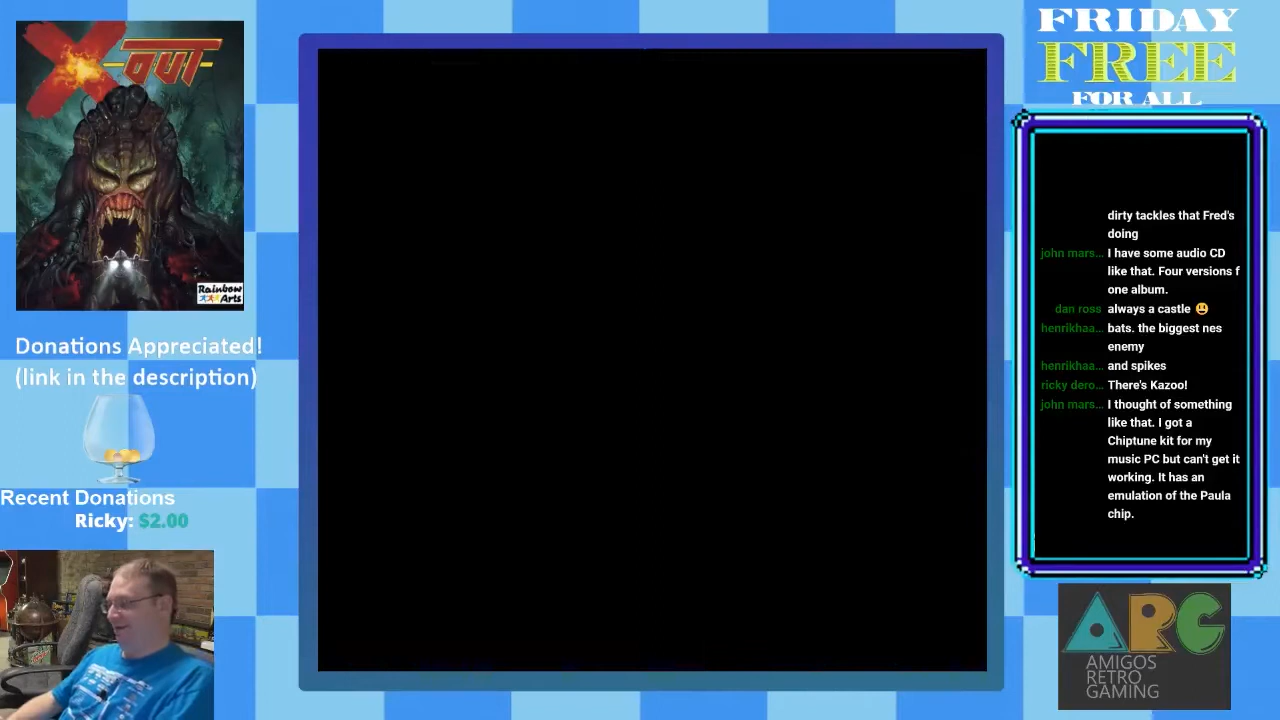 X-OUT
Rainbow
Arts
Donations Appreciated!
(link in the description)
Recent Donations
Ricky: $2.00
FRIDAY
FREE
FOR ALL
dirty tackles that Fred's
doing
john mars... I have some audio CD
like that. Four versions f
one album.
dan ross always a castle 😃
henrikhaa... bats. the biggest nes
enemy
henrikhaa... and spikes
ricky dero... There's Kazoo!
john mars... I thought of something
like that. I got a
Chiptune kit for my
music PC but can't get it
working. It has an
emulation of the Paula
chip.
ARG
AMIGOS
RETRO
GAMING